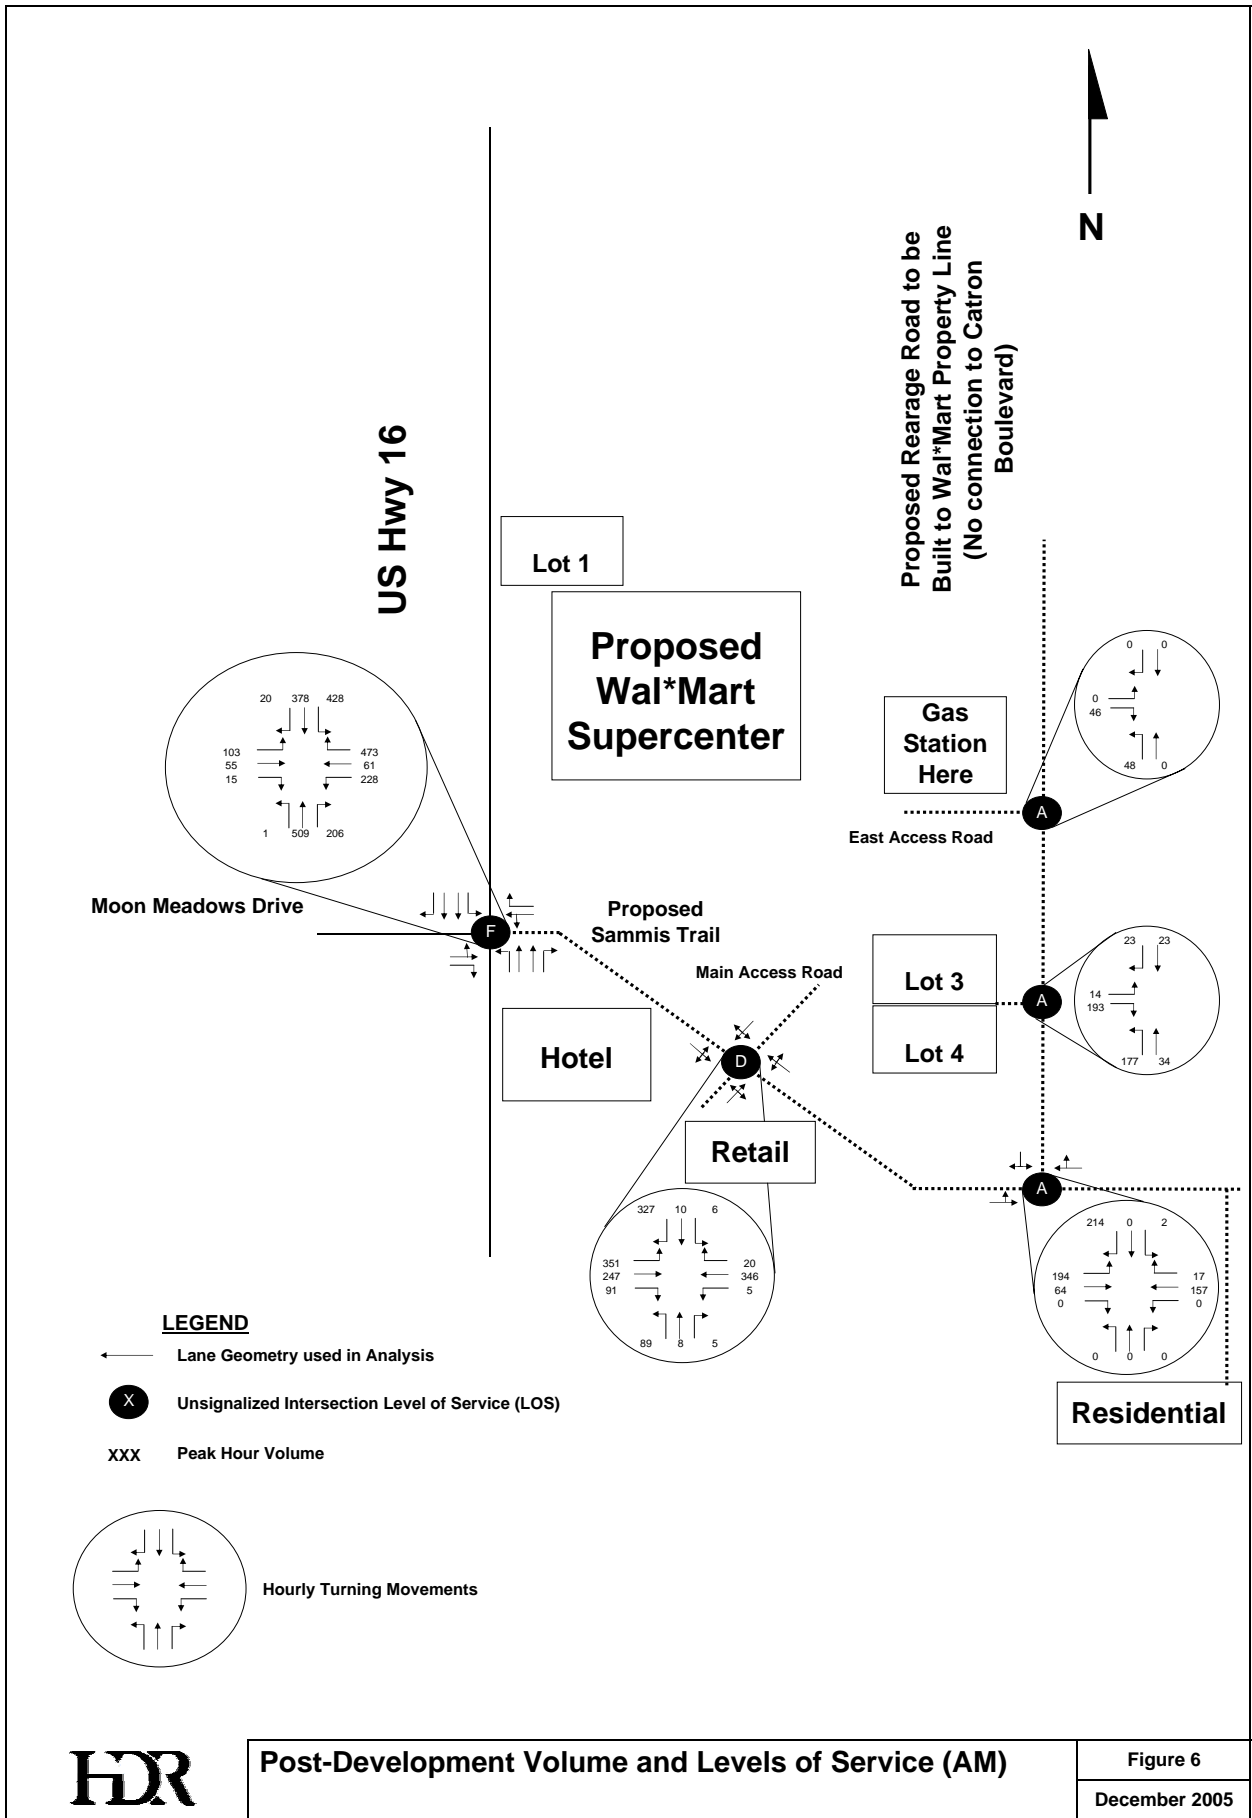 N
Proposed Rearage Road to be
Built to Wal*Mart Property Line
(No connection to Catron
Boulevard)
US Hwy 16
Lot 1
Proposed
Wal*Mart
Supercenter
Gas
Station
Here
0 0
0
46
48 0
A
East Access Road
20 378 428
103 473
55 61
15 228
1 509 206
Moon Meadows Drive
F
Proposed
Sammis Trail
Main Access Road
Lot 3
Lot 4
A
23 23
14
193
177 34
Hotel
D
Retail
A
327 10 6
351 20
247 346
91 5
89 8 5
214 0 2
194 17
64 157
0 0
0 0 0
Residential
LEGEND
Lane Geometry used in Analysis
X Unsignalized Intersection Level of Service (LOS)
XXX Peak Hour Volume
Hourly Turning Movements
HDR
Post-Development Volume and Levels of Service (AM)
Figure 6
December 2005